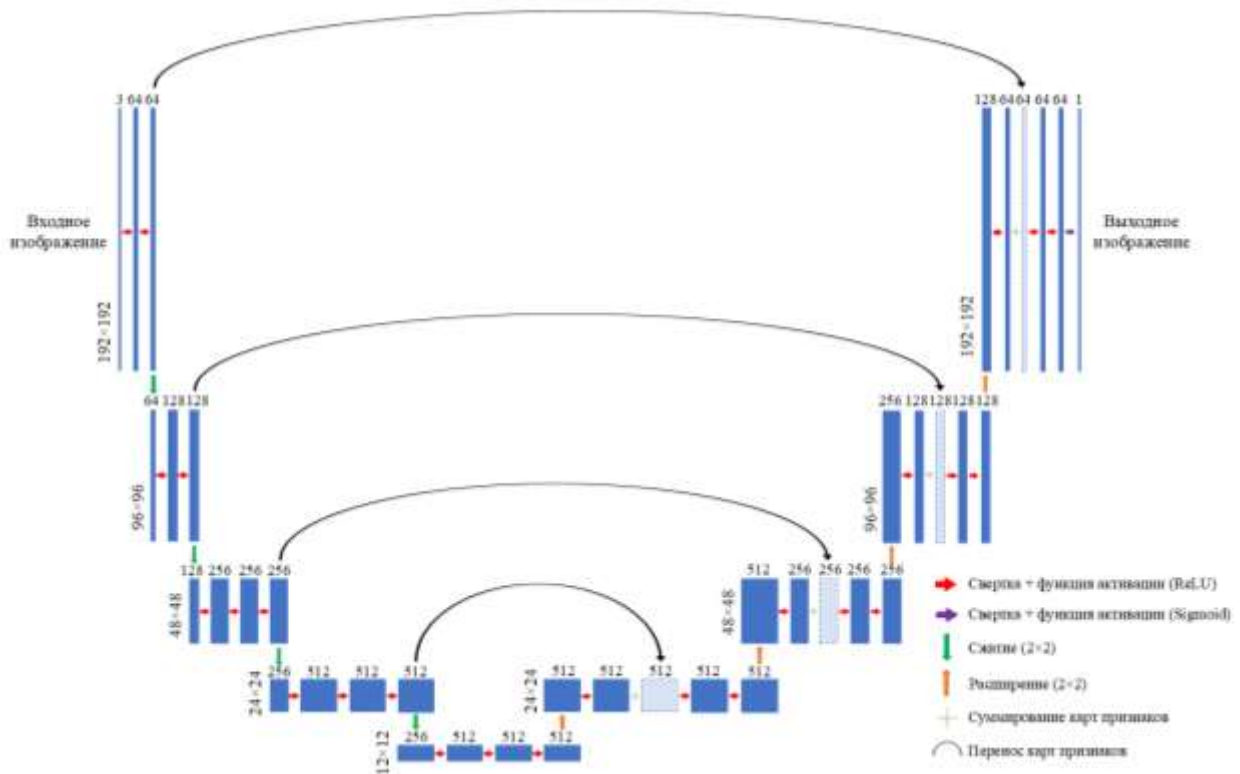 3 64 64
128 64 64 64 64 1
Входное
изображение
Выходное
изображение
192×192
192×192
64 128 128
256 128 128 128 128
96×96
96×96
128 256 256 256
512 256 256 256 256
48×48
48×48
256 512 512 512
512 512 512 512 512
24×24
24×24
256 512 512 512
12×12
Свертка + функция активации (ReLU)
Свертка + функция активации (Sigmoid)
Сжатие (2×2)
Расширение (2×2)
Суммирование карт признаков
Перенос карт признаков